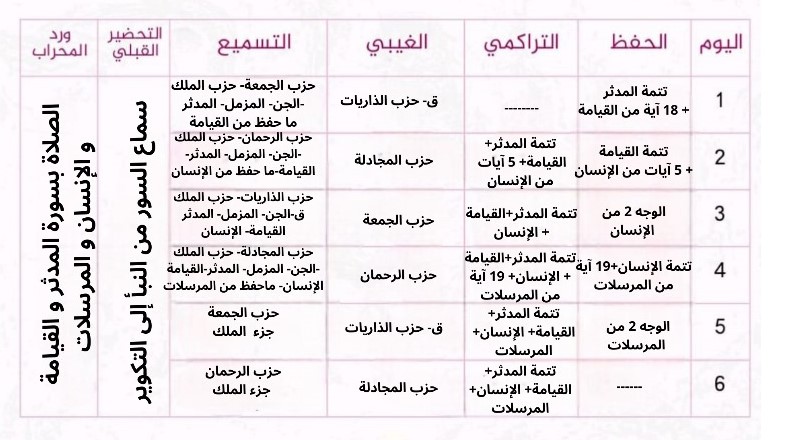 اليوم
الحفظ
التراكمي
الغيبي
التسميع
التحضير
القبلي
ورد
المحراب
1
تتمة المدثر
+ 18 آية من القيامة
--------
ق- حزب الذاريات
حزب الجمعة- حزب الملك
-الجن- المزمل- المدثر
ما حفظ من القيامة
2
تتمة القيامة
+ 5 آيات من الإنسان
تتمة المدثر+
القيامة+ 5 آيات
من الإنسان
حزب المجادلة
حزب الرحمان- حزب الملك
-الجن- المزمل- المدثر-
القيامة-ما حفظ من الإنسان
3
الوجه 2 من
الإنسان
تتمة المدثر+القيامة
+ الإنسان
حزب الجمعة
حزب الذاريات- حزب الملك
ق-الجن- المزمل- المدثر
القيامة- الإنسان
4
تتمة الإنسان+19 آية
من المرسلات
تتمة المدثر+القيامة
+ الإنسان+ 19 آية
من المرسلات
حزب الرحمان
حزب المجادلة- حزب الملك
-الجن- المزمل- المدثر-القيامة
الإنسان- ماحفظ من المرسلات
5
الوجه 2 من
المرسلات
تتمة المدثر+
القيامة+ الإنسان+
المرسلات
ق- حزب الذاريات
حزب الجمعة
جزء الملك
6
------
تتمة المدثر+
القيامة+ الإنسان+
المرسلات
حزب المجادلة
حزب الرحمان
جزء الملك
سماع السور من النبأ إلى التكوير
الصلاة بسورة المدثر و القيامة
و الإنسان و المرسلات